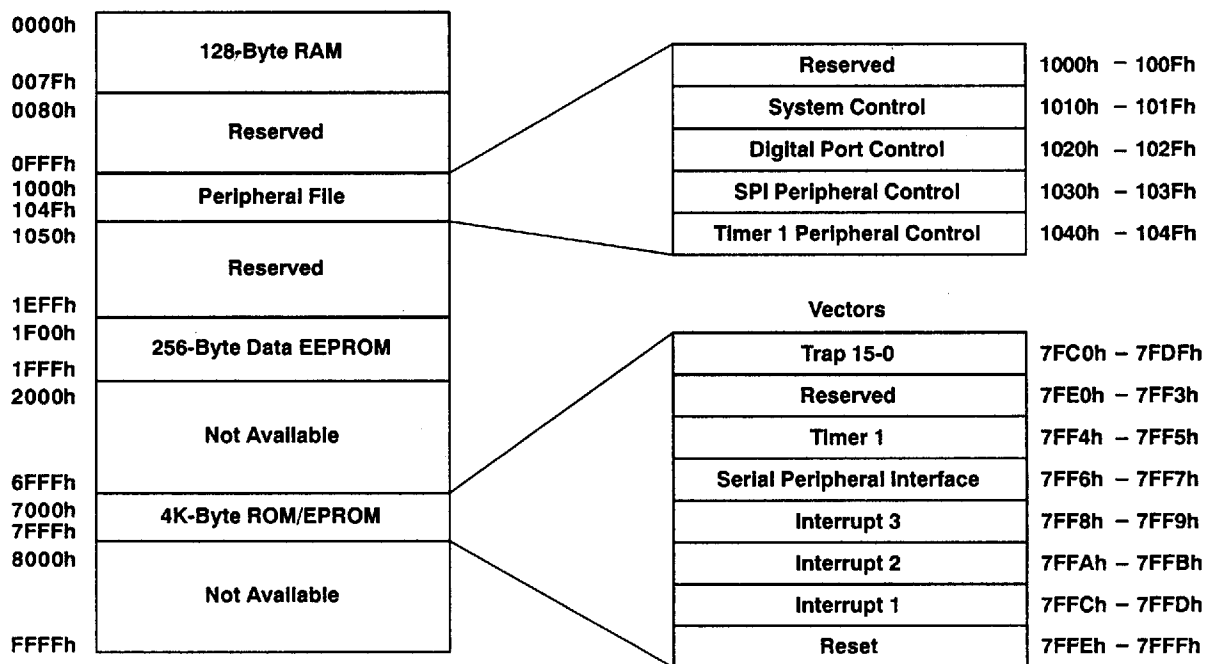 0000h
128-Byte RAM
007Fh
0080h
Reserved
0FFFh
1000h
Peripheral File
104Fh
1050h
Reserved
1EFFh
1F00h
256-Byte Data EEPROM
1FFFh
2000h
Not Available
6FFFh
7000h
4K-Byte ROM/EPROM
7FFFh
8000h
Not Available
FFFFh
Reserved 1000h – 100Fh
System Control 1010h – 101Fh
Digital Port Control 1020h – 102Fh
SPI Peripheral Control 1030h – 103Fh
Timer 1 Peripheral Control 1040h – 104Fh
Vectors
Trap 15-0 7FC0h – 7FDFh
Reserved 7FE0h – 7FF3h
Timer 1 7FF4h – 7FF5h
Serial Peripheral Interface 7FF6h – 7FF7h
Interrupt 3 7FF8h – 7FF9h
Interrupt 2 7FFAh – 7FFBh
Interrupt 1 7FFCh – 7FFDh
Reset 7FFEh – 7FFFh